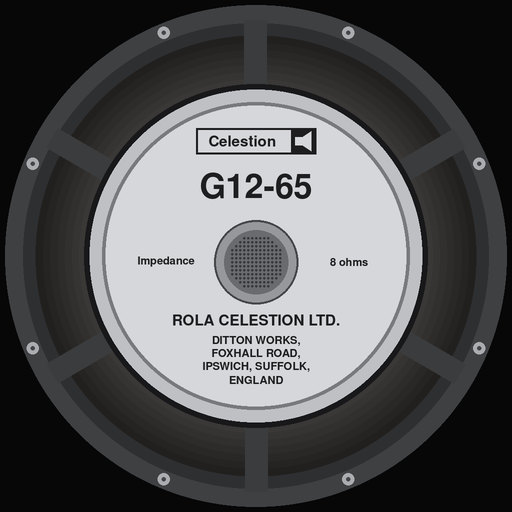 Celestion
G12-65
Impedance
8 ohms
ROLA CELESTION LTD.
DITTON WORKS,
FOXHALL ROAD,
IPSWICH, SUFFOLK,
ENGLAND